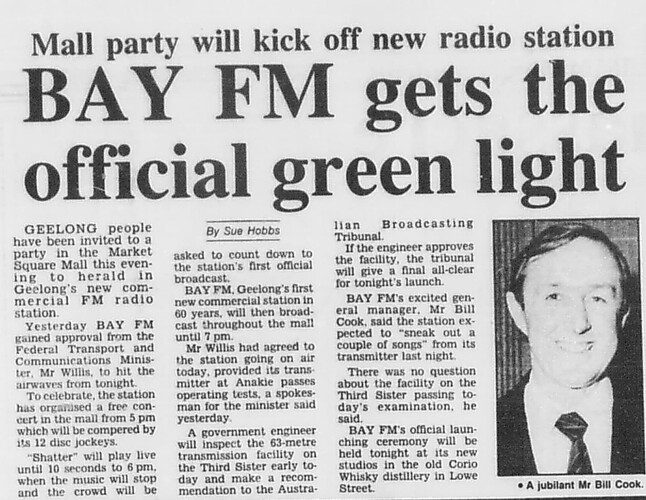 Mall party will kick off new radio station
BAY FM gets the
official green light
GEELONG people
have been invited to a
party in the Market
Square Mall this even-
ing to herald in
Geelong's new com-
mercial FM radio
station.
Yesterday BAY FM
gained approval from the
Federal Transport and
Communications Minis-
ter, Mr Willis, to hit the
airwaves from tonight.
To celebrate, the station
has organised a free con-
cert in the mall from 5 pm
which will be compered by
its 12 disc jockeys.
"Shatter" will play live
until 10 seconds to 6 pm,
when the music will stop
and the crowd will be
By Sue Hobbs
asked to count down to
the station's first official
broadcast.
BAY FM, Geelong's first
new commercial station in
60 years, will then broad-
cast throughout the mall
until 7 pm.
Mr Willis had agreed to
the station going on air
today, provided its trans-
mitter at Anakie passes
operating tests, a spokes-
man for the minister said
yesterday.
A government engineer
will inspect the 63-metre
transmission facility on
the Third Sister early to-
day and make a re-
commendation to the Austra-
lian Broadcasting
Tribunal.
If the engineer approves
the facility, the tribunal
will give a final all-clear
for tonight's launch.
BAY FM's excited gen-
eral manager, Mr Bill
Cook, said the station ex-
pected to "sneak out a
couple of songs" from its
transmitter last night.
There was no question
about the facility on the
Third Sister passing to-
day's examination, he
said.
BAY FM's official laun-
ching ceremony will be
held tonight at its new
studios in the old Corio
Whisky distillery in Lowe
Street.
• A jubilant Mr Bill Cook.